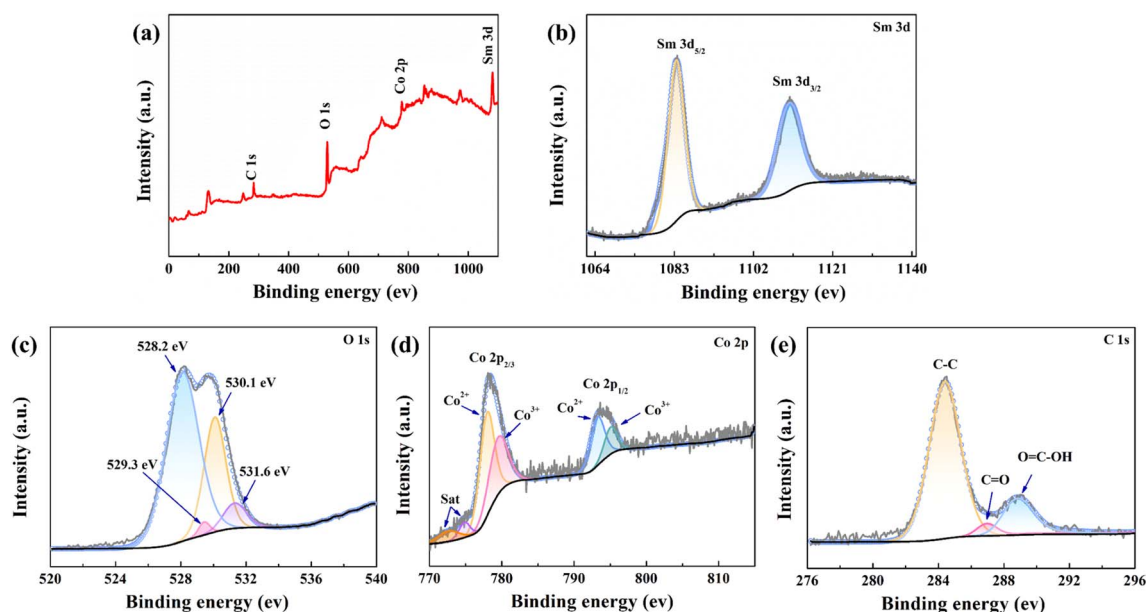 (a)
Intensity (a.u.)
C 1s
O 1s
Co 2p
Sm 3d
0 200 400 600 800 1000
Binding energy (ev)
(b)
Sm 3d
Sm 3d5/2
Sm 3d3/2
Intensity (a.u.)
1064 1083 1102 1121 1140
Binding energy (ev)
(c)
O 1s
528.2 eV
530.1 eV
529.3 eV
531.6 eV
Intensity (a.u.)
520 524 528 532 536 540
Binding energy (ev)
(d)
Co 2p
Co 2p2/3
Co 2p1/2
Co2+
Co3+
Co2+
Co3+
Sat
Intensity (a.u.)
770 780 790 800 810
Binding energy (ev)
(e)
C 1s
C-C
O=C-OH
C=O
Intensity (a.u.)
276 280 284 288 292 296
Binding energy (ev)